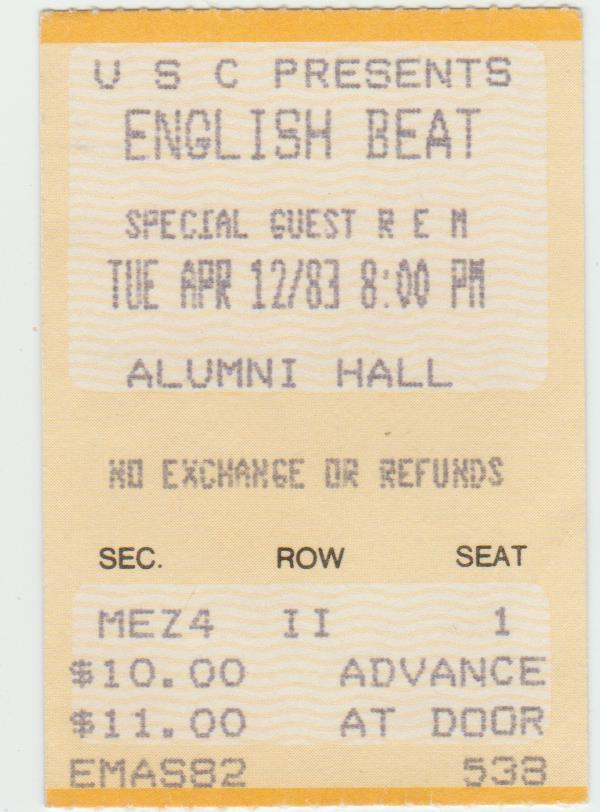 U S C PRESENTS
ENGLISH BEAT
SPECIAL GUEST R E M
TUE APR 12/83 8:00 PM
ALUMNI HALL
NO EXCHANGE OR REFUNDS
SEC. ROW SEAT
MEZ4 II 1
$10.00 ADVANCE
$11.00 AT DOOR
EMAS82 538